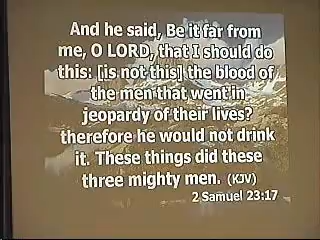 And he said, Be it far from
me, O LORD, that I should do
this: [is not this] the blood of
the men that went in
jeopardy of their lives?
therefore he would not drink
it. These things did these
three mighty men. (KJV)
2 Samuel 23:17